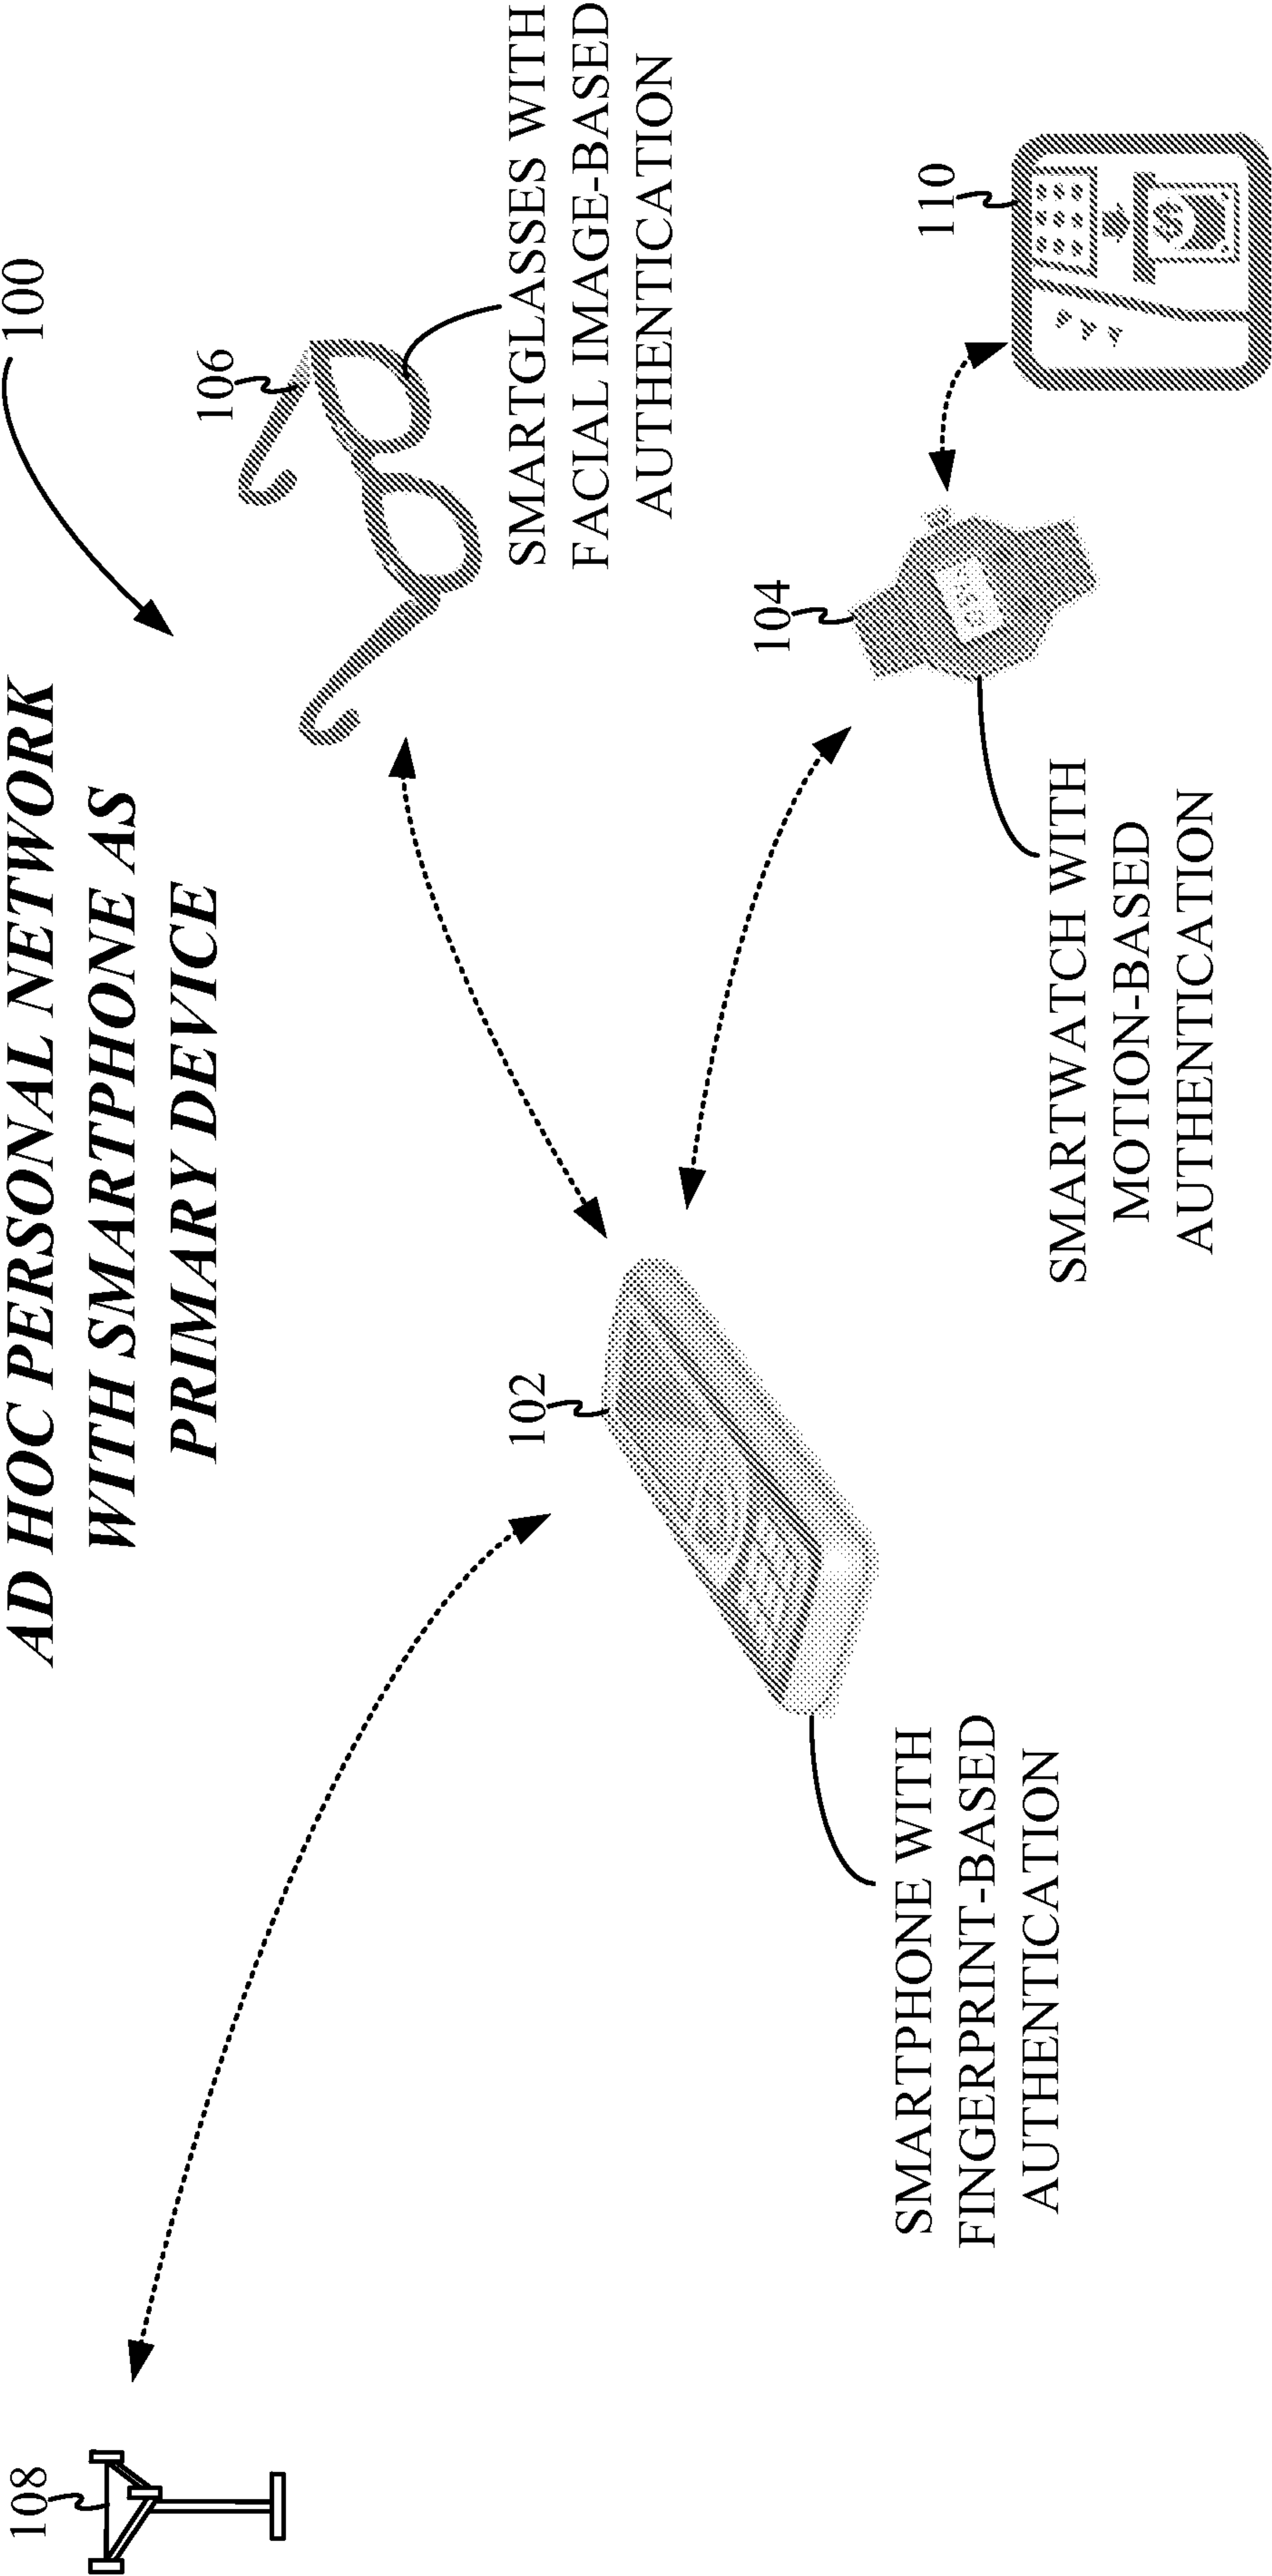 AD HOC PERSONAL NETWORK
WITH SMARTPHONE AS
PRIMARY DEVICE
100
108
106
SMARTGLASSES WITH
FACIAL IMAGE-BASED
AUTHENTICATION
102
SMARTPHONE WITH
FINGERPRINT-BASED
AUTHENTICATION
104
SMARTWATCH WITH
MOTION-BASED
AUTHENTICATION
110
$